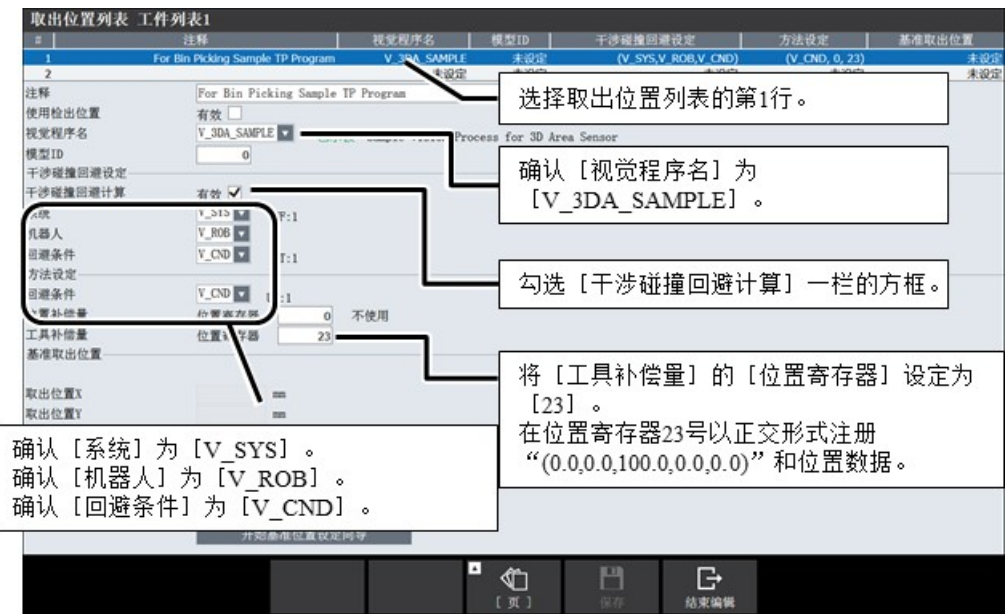 取出位置列表 工件列表1
# 注释 视觉程序名 模型ID 干涉碰撞回避设定 方法设定 基准取出位置
1 For Bin Picking Sample TP Program V_3DA_SAMPLE 未设定 (V_SYS,V_ROB,V_CND) (V_CND, 0, 23) 未设定
2 未设定 未设定
注释 For Bin Picking Sample TP Program
选择取出位置列表的第1行。
使用检出位置 有效
视觉程序名 V_3DA_SAMPLE for 3D Area Sensor
模型ID 0
确认［视觉程序名］为
［V_3DA_SAMPLE］。
干涉碰撞回避设定
干涉碰撞回避计算 有效
V_SYS
机器人 V_ROB
回避条件 V_CND
勾选［干涉碰撞回避计算］一栏的方框。
方法设定
回避条件 V_CND
0 不使用
工具补偿量 23
基准取出位置
将［工具补偿量］的［位置寄存器］设定为
［23］。
在位置寄存器23号以正交形式注册
“(0.0,0.0,100.0,0.0,0.0)”和位置数据。
取出位置X mm
取出位置Y mm
确认［系统］为［V_SYS］。
确认［机器人］为［V_ROB］。
确认［回避条件］为［V_CND］。
开始基准位置设定向导
［页］ 保存 结束编辑